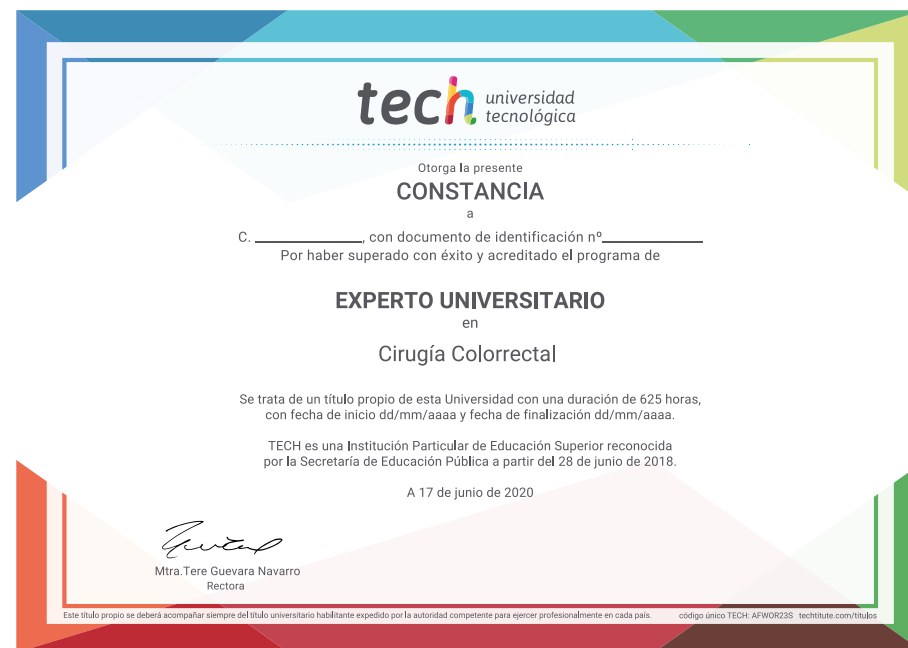 tech universidad
tecnológica
Otorga la presente
CONSTANCIA
a
C. ____________, con documento de identificación nº____________
Por haber superado con éxito y acreditado el programa de
EXPERTO UNIVERSITARIO
en
Cirugía Colorrectal
Se trata de un título propio de esta Universidad con una duración de 625 horas,
con fecha de inicio dd/mm/aaaa y fecha de finalización dd/mm/aaaa.
TECH es una Institución Particular de Educación Superior reconocida
por la Secretaría de Educación Pública a partir del 28 de junio de 2018.
A 17 de junio de 2020
Mtra.Tere Guevara Navarro
Rectora
Este título propio se deberá acompañar siempre del título universitario habilitante expedido por la autoridad competente para ejercer profesionalmente en cada país. código único TECH: AFWOR23S techtitute.com/títulos